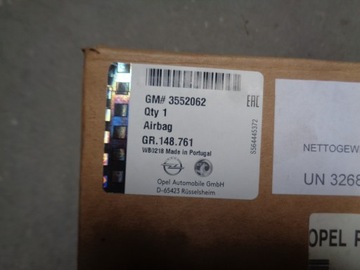 GM# 3552062
Qty 1
Airbag
GR.148.761
WB0218 Made in Portugal
Opel Automobile GmbH
D-65423 Rüsselsheim
EAC
NETTOGEW
UN 3268
OPEL